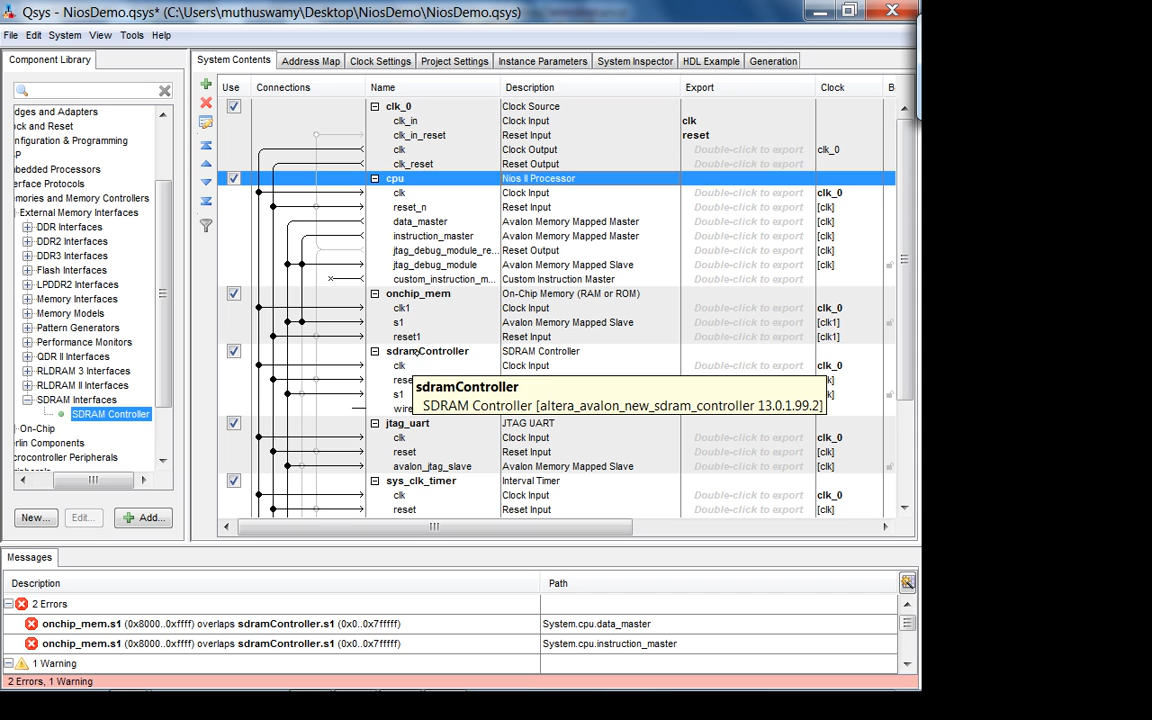 Qsys - NiosDemo.qsys* (C:\Users\muthuswamy\Desktop\NiosDemo\NiosDemo.qsys)
File Edit System View Tools Help
Component Library
dges and Adapters
ock and Reset
onfiguration & Programming
P
bedded Processors
erface Protocols
emories and Memory Controllers
External Memory Interfaces
DDR Interfaces
DDR2 Interfaces
DDR3 Interfaces
Flash Interfaces
LPDDR2 Interfaces
Memory Interfaces
Memory Models
Pattern Generators
Performance Monitors
QDR II Interfaces
RLDRAM 3 Interfaces
RLDRAM II Interfaces
SDRAM Interfaces
SDRAM Controller
On-Chip
erlin Components
crocontroller Peripherals
New... Edit... Add...
System Contents Address Map Clock Settings Project Settings Instance Parameters System Inspector HDL Example Generation
Use Connections Name Description Export Clock B
clk_0 Clock Source
clk_in Clock Input clk
clk_in_reset Reset Input reset
clk Clock Output Double-click to export clk_0
clk_reset Reset Output Double-click to export
cpu Nios II Processor
clk Clock Input Double-click to export clk_0
reset_n Reset Input Double-click to export [clk]
data_master Avalon Memory Mapped Master Double-click to export [clk]
instruction_master Avalon Memory Mapped Master Double-click to export [clk]
jtag_debug_module_re... Reset Output Double-click to export [clk]
jtag_debug_module Avalon Memory Mapped Slave Double-click to export [clk]
custom_instruction_m... Custom Instruction Master Double-click to export
onchip_mem On-Chip Memory (RAM or ROM)
clk1 Clock Input Double-click to export clk_0
s1 Avalon Memory Mapped Slave Double-click to export [clk1]
reset1 Reset Input Double-click to export [clk1]
sdramController SDRAM Controller
clk Clock Input Double-click to export clk_0
rese
s1
wire
sdramController
SDRAM Controller [altera_avalon_new_sdram_controller 13.0.1.99.2]
jtag_uart JTAG UART
clk Clock Input Double-click to export clk_0
reset Reset Input Double-click to export [clk]
avalon_jtag_slave Avalon Memory Mapped Slave Double-click to export [clk]
sys_clk_timer Interval Timer
clk Clock Input Double-click to export clk_0
reset Reset Input Double-click to export [clk]
Messages
Description Path
2 Errors
onchip_mem.s1 (0x8000..0xffff) overlaps sdramController.s1 (0x0..0x7fffff) System.cpu.data_master
onchip_mem.s1 (0x8000..0xffff) overlaps sdramController.s1 (0x0..0x7fffff) System.cpu.instruction_master
1 Warning
2 Errors, 1 Warning